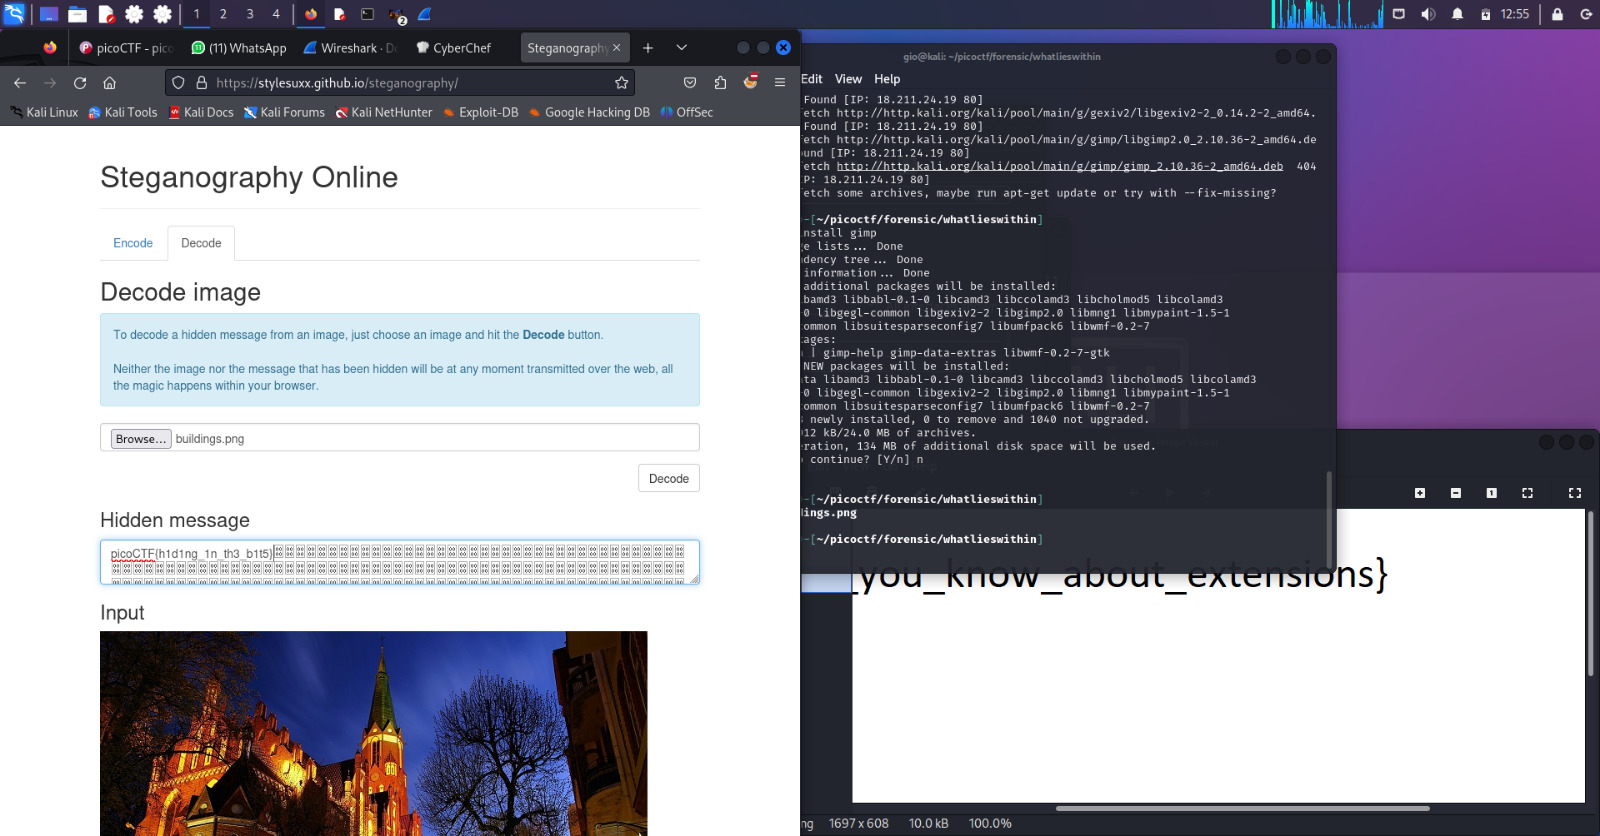 1 2 3 4
2
12:55
picoCTF - pico
(11) WhatsApp
Wireshark · Do
CyberChef
Steganography
https://stylesuxx.github.io/steganography/
Kali Linux
Kali Tools
Kali Docs
Kali Forums
Kali NetHunter
Exploit-DB
Google Hacking DB
OffSec
Steganography Online
Encode
Decode
Decode image
To decode a hidden message from an image, just choose an image and hit the Decode button.
Neither the image nor the message that has been hidden will be at any moment transmitted over the web, all
the magic happens within your browser.
Browse... buildings.png
Decode
Hidden message
picoCTF{h1d1ng_1n_th3_b1t5}
Input
gio@kali: ~/picoctf/forensic/whatlieswithin
Edit View Help
Found [IP: 18.211.24.19 80]
etch http://http.kali.org/kali/pool/main/g/gexiv2/libgexiv2-2_0.14.2-2_amd64.
Found [IP: 18.211.24.19 80]
etch http://http.kali.org/kali/pool/main/g/gimp/libgimp2.0_2.10.36-2_amd64.de
ound [IP: 18.211.24.19 80]
etch http://http.kali.org/kali/pool/main/g/gimp/gimp_2.10.36-2_amd64.deb 404
IP: 18.211.24.19 80]
etch some archives, maybe run apt-get update or try with --fix-missing?
-[~/picoctf/forensic/whatlieswithin]
nstall gimp
ge lists... Done
ndency tree... Done
information... Done
additional packages will be installed:
bamd3 libbabl-0.1-0 libcamd3 libccolamd3 libcholmod5 libcolamd3
-0 libgegl-common libgexiv2-2 libgimp2.0 libmng1 libmypaint-1.5-1
ommon libsuitesparseconfig7 libumfpack6 libwmf-0.2-7
ages:
| gimp-help gimp-data-extras libwmf-0.2-7-gtk
NEW packages will be installed:
ta libamd3 libbabl-0.1-0 libcamd3 libccolamd3 libcholmod5 libcolamd3
-0 libgegl-common libgexiv2-2 libgimp2.0 libmng1 libmypaint-1.5-1
ommon libsuitesparseconfig7 libumfpack6 libwmf-0.2-7
newly installed, 0 to remove and 1040 not upgraded.
12 kB/24.0 MB of archives.
ration, 134 MB of additional disk space will be used.
continue? [Y/n] n
-[~/picoctf/forensic/whatlieswithin]
ings.png
-[~/picoctf/forensic/whatlieswithin]
_you_know_about_extensions}
ng 1697 x 608 10.0 kB 100.0%